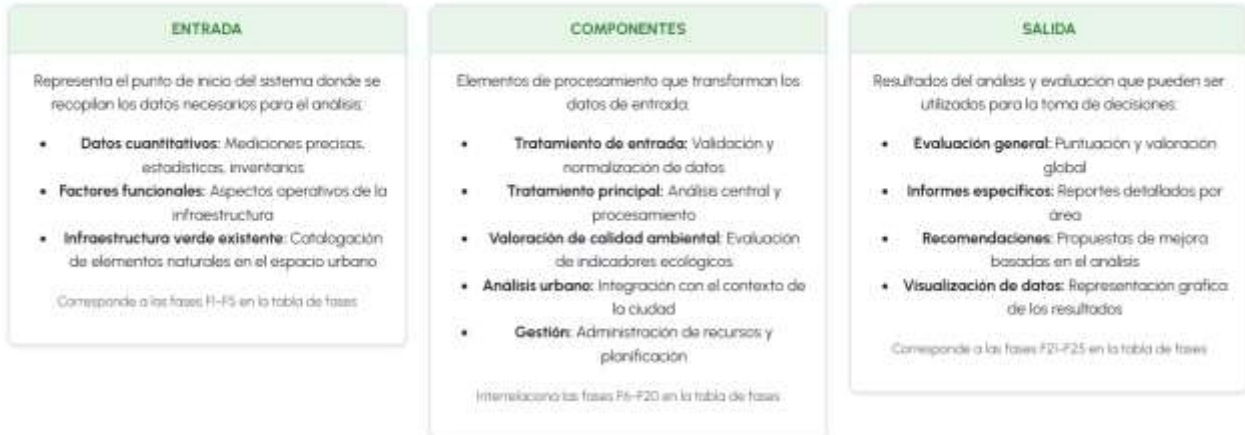 ENTRADA
Representa el punto de inicio del sistema donde se
recopilan los datos necesarios para el análisis:
• Datos cuantitativos: Mediciones precisas,
estadísticas, inventarios
• Factores funcionales: Aspectos operativos de la
infraestructura
• Infraestructura verde existente: Catalogación
de elementos naturales en el espacio urbano
Corresponde a las fases F1-F5 en la tabla de fases
COMPONENTES
Elementos de procesamiento que transforman los
datos de entrada:
• Tratamiento de entrada: Validación y
normalización de datos
• Tratamiento principal: Análisis central y
procesamiento
• Valoración de calidad ambiental: Evaluación
de indicadores ecológicos
• Análisis urbano: Integración con el contexto de
la ciudad
• Gestión: Administración de recursos y
planificación
Interrelaciona las fases F6-F20 en la tabla de fases
SALIDA
Resultados del análisis y evaluación que pueden ser
utilizados para la toma de decisiones:
• Evaluación general: Puntuación y valoración
global
• Informes específicos: Reportes detallados por
área
• Recomendaciones: Propuestas de mejora
basadas en el análisis
• Visualización de datos: Representación gráfica
de los resultados
Corresponde a las fases F21-F25 en la tabla de fases